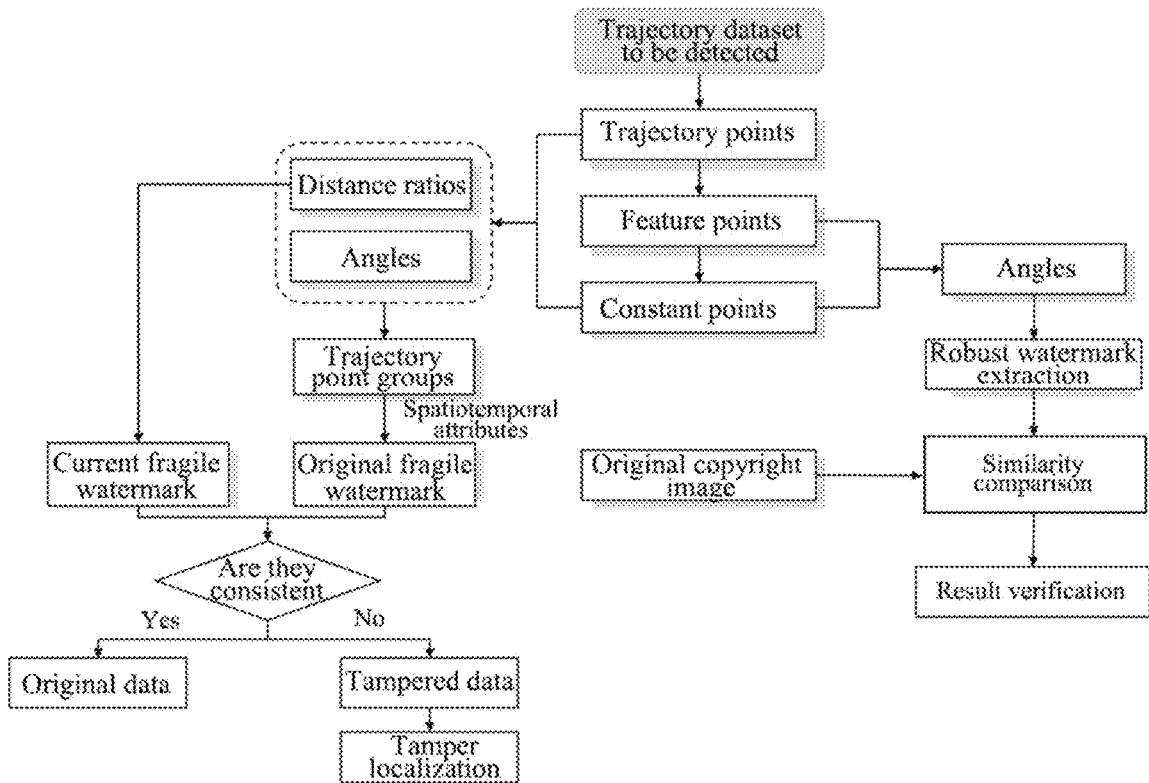 Trajectory dataset
to be detected
Trajectory points
Distance ratios
Feature points
Angles
Angles
Constant points
Trajectory
point groups
Robust watermark
extraction
Spatiotemporal
attributes
Current fragile
watermark
Original fragile
watermark
Original copyright
image
Similarity
comparison
Are they
consistent
Result verification
Yes
No
Original data
Tampered data
Tamper
localization